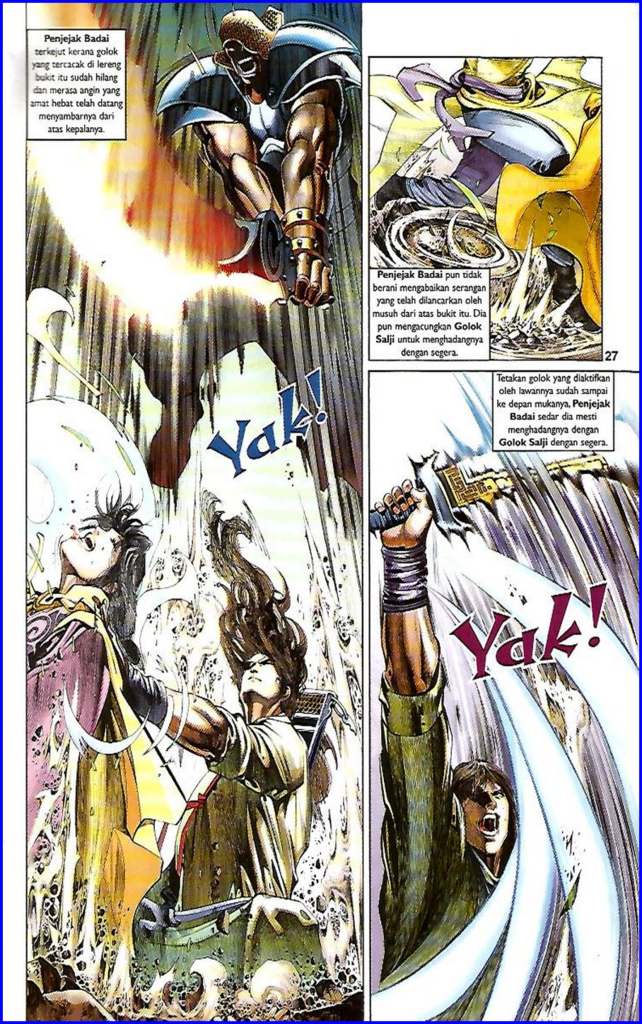 Penjejak Badai
terkejut kerana golok
yang tercacak di lereng
bukit itu sudah hilang
dan merasa angin yang
amat hebat telah datang
menyambarnya dari
atas kepalanya.
Yak!
Penjejak Badai pun tidak
berani mengabaikan serangan
yang telah dilancarkan oleh
musuh dari atas bukit itu. Dia
pun mengacungkan Golok
Salji untuk menghadangnya
dengan segera.
27
Tetakan golok yang diaktifkan
oleh lawannya sudah sampai
ke depan mukanya, Penjejak
Badai sedar dia mesti
menghadangnya dengan
Golok Salji dengan segera.
Yak!